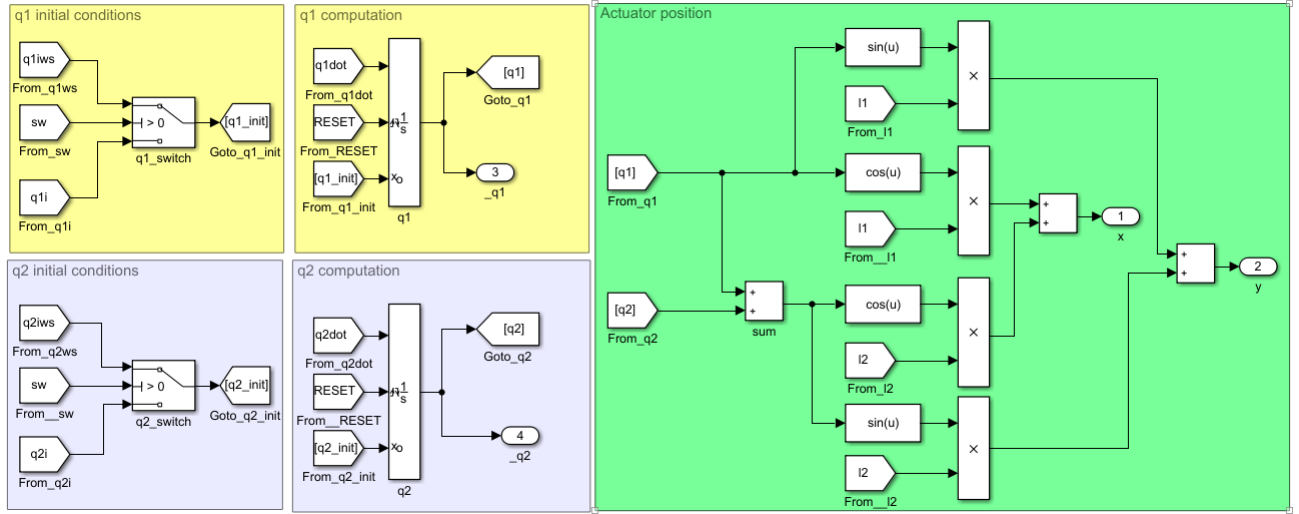 q1 initial conditions
q1iws
From_q1ws
sw
From_sw
q1i
From_q1i
> 0
q1_switch
[q1_init]
Goto_q1_init
q1 computation
q1dot
From_q1dot
RESET
From_RESET
[q1_init]
From_q1_init
1
s
xo
q1
[q1]
Goto_q1
3
_q1
q2 initial conditions
q2iws
From_q2ws
sw
From__sw
q2i
From_q2i
> 0
q2_switch
[q2_init]
Goto_q2_init
q2 computation
q2dot
From_q2dot
RESET
From__RESET
[q2_init]
From_q2_init
1
s
xo
q2
[q2]
Goto_q2
4
_q2
Actuator position
[q1]
From_q1
[q2]
From_q2
+
+
sum
sin(u)
l1
From_l1
×
cos(u)
l1
From__l1
×
cos(u)
l2
From_l2
×
sin(u)
l2
From__l2
×
+
+
1
x
+
+
2
y